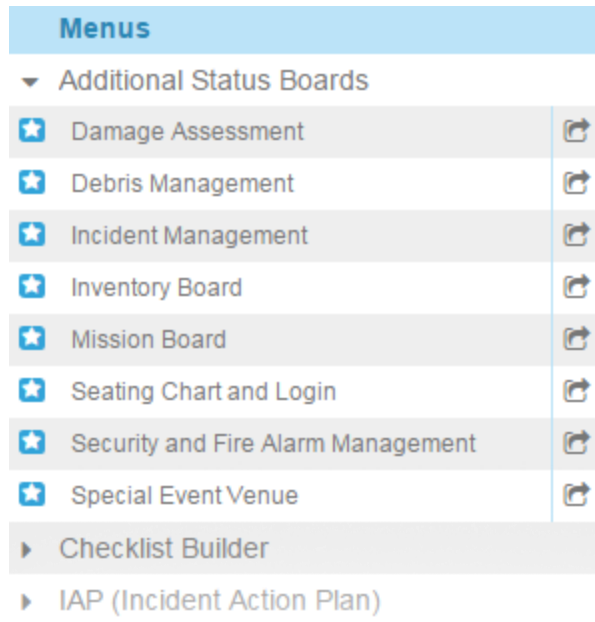 Menus
Additional Status Boards
Damage Assessment
Debris Management
Incident Management
Inventory Board
Mission Board
Seating Chart and Login
Security and Fire Alarm Management
Special Event Venue
Checklist Builder
IAP (Incident Action Plan)